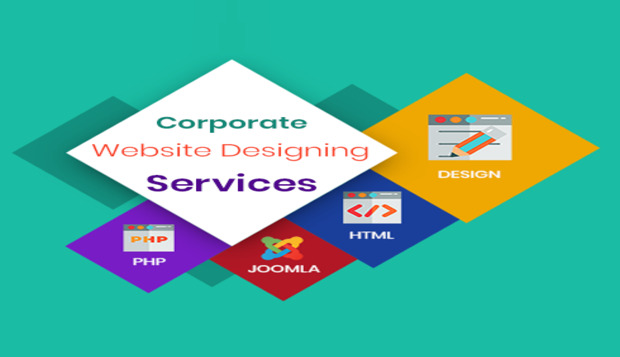 Corporate
Website Designing
Services
DESIGN
</>
HTML
JOOMLA
PHP
PHP